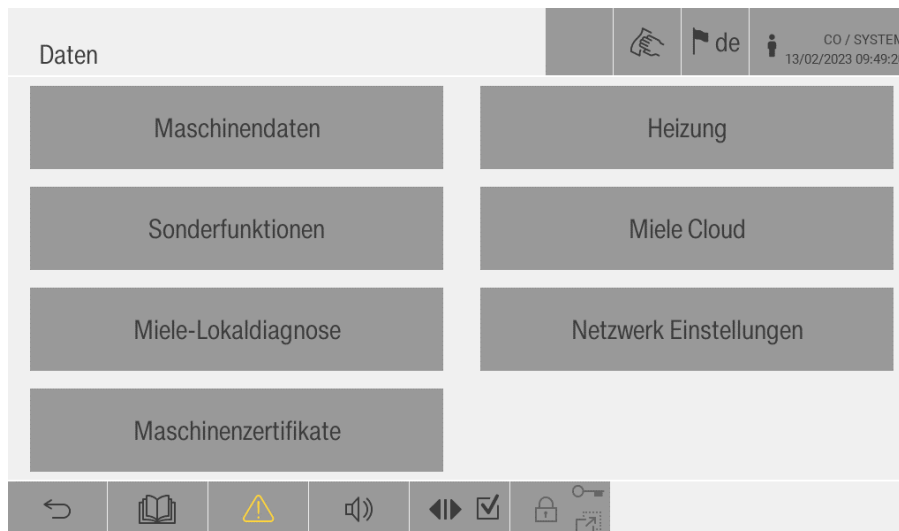 Daten
de
CO / SYSTEM
13/02/2023 09:49:20
Maschinendaten
Heizung
Sonderfunktionen
Miele Cloud
Miele-Lokaldiagnose
Netzwerk Einstellungen
Maschinenzertifikate